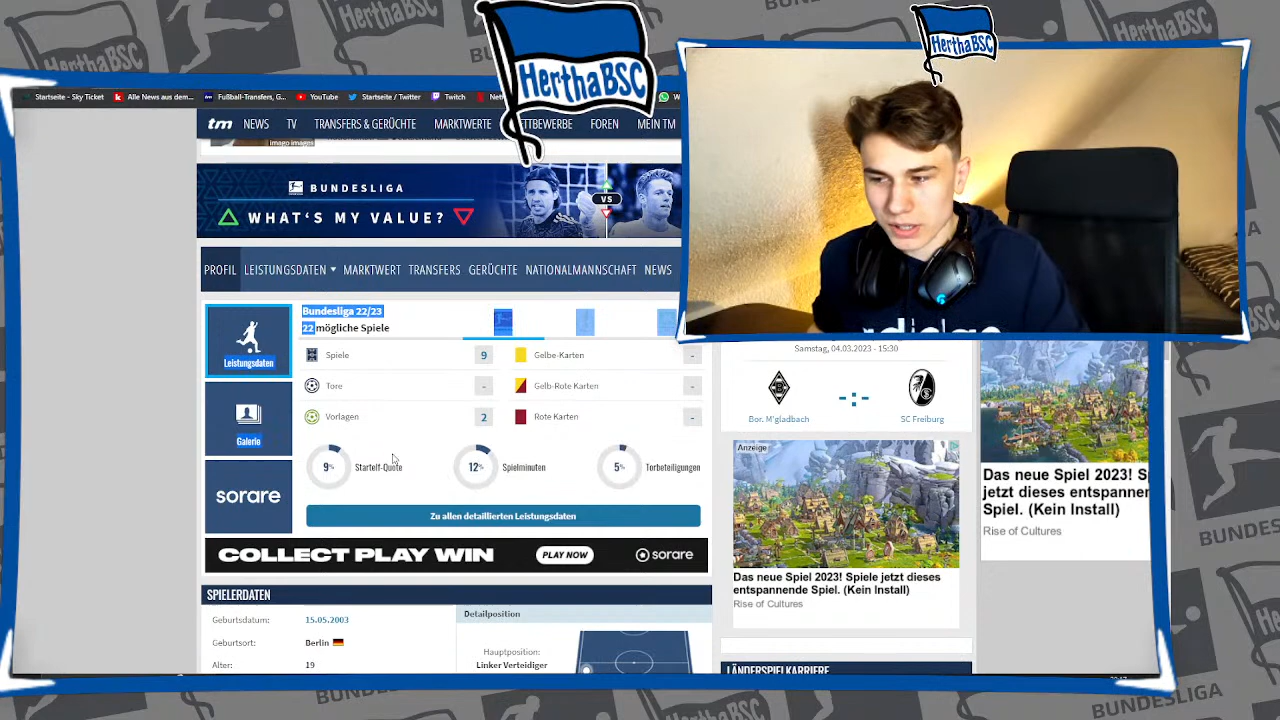 HerthaBSC
HerthaBSC
Startseite - Sky Ticket
Alle News aus dem...
Fußball-Transfers, G...
YouTube
Startseite / Twitter
Twitch
tm NEWS TV TRANSFERS & GERÜCHTE MARKTWERTE ETTBEWERBE FOREN MEIN TM
imago images
BUNDESLIGA
WHAT'S MY VALUE?
VS
PROFIL LEISTUNGSDATEN MARKTWERT TRANSFERS GERÜCHTE NATIONALMANNSCHAFT NEWS
Leistungsdaten
Galerie
sorare
Bundesliga 22/23
22 mögliche Spiele
Spiele 9 Gelbe-Karten -
Tore - Gelb-Rote Karten -
Vorlagen 2 Rote Karten -
9% Startelf-Quote 12% Spielminuten 5% Torbeteiligungen
Zu allen detaillierten Leistungsdaten
COLLECT PLAY WIN PLAY NOW sorare
SPIELERDATEN
Geburtsdatum: 15.05.2003
Geburtsort: Berlin
Alter: 19
Detailposition
Hauptposition:
Linker Verteidiger
adidas
Samstag, 04.03.2023 - 15:30
-:-
Bor. M'gladbach SC Freiburg
Anzeige
Das neue Spiel 2023! Spiele jetzt dieses
entspannende Spiel. (Kein Install)
Rise of Cultures
LÄNDERSPIELKARRIERE
Das neue Spiel 2023! S
jetzt dieses entspanner
Spiel. (Kein Install)
Rise of Cultures
BUNDESLIGA
HerthaBSC